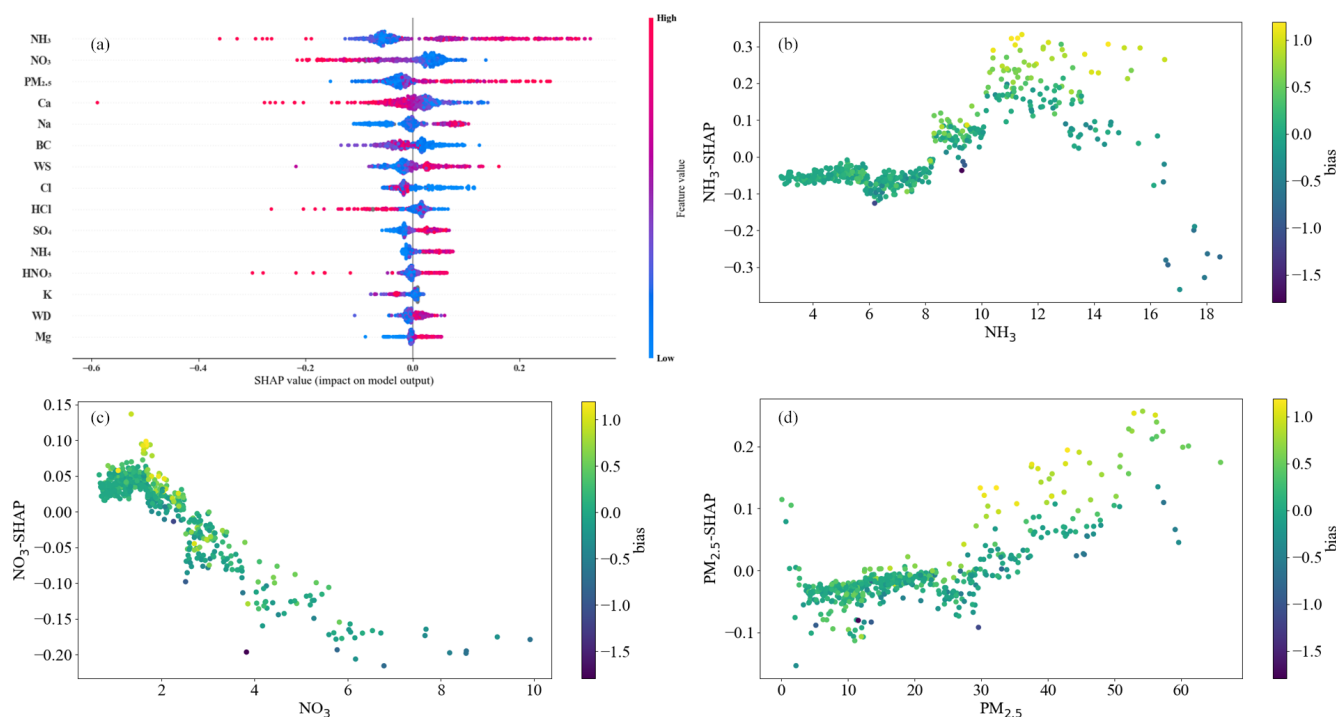 (a)
High
NH₃
NO₃
PM₂.₅
Ca
Na
BC
WS
Cl
HCl
SO₄
NH₄
HNO₃
K
WD
Mg
Feature value
Low
−0.6 −0.4 −0.2 0.0 0.2
SHAP value (impact on model output)
(b)
0.3
0.2
0.1
0.0
−0.1
−0.2
−0.3
NH₃-SHAP
4 6 8 10 12 14 16 18
NH₃
1.0
0.5
0.0
−0.5
−1.0
−1.5
bias
(c)
0.15
0.10
0.05
0.00
−0.05
−0.10
−0.15
−0.20
NO₃-SHAP
2 4 6 8 10
NO₃
1.0
0.5
0.0
−0.5
−1.0
−1.5
bias
(d)
0.2
0.1
0.0
−0.1
PM₂.₅-SHAP
0 10 20 30 40 50 60
PM₂.₅
1.0
0.5
0.0
−0.5
−1.0
−1.5
bias